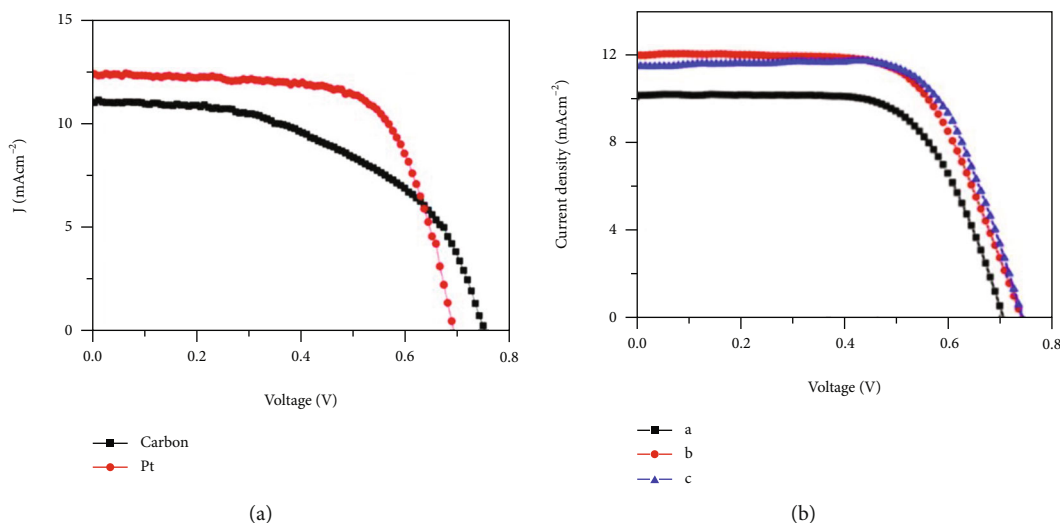 15
10
5
0
J (mAcm⁻²)
0.0 0.2 0.4 0.6 0.8
Voltage (V)
Carbon
Pt
(a)
12
8
4
0
Current density (mAcm⁻²)
0.0 0.2 0.4 0.6 0.8
Voltage (V)
a
b
c
(b)